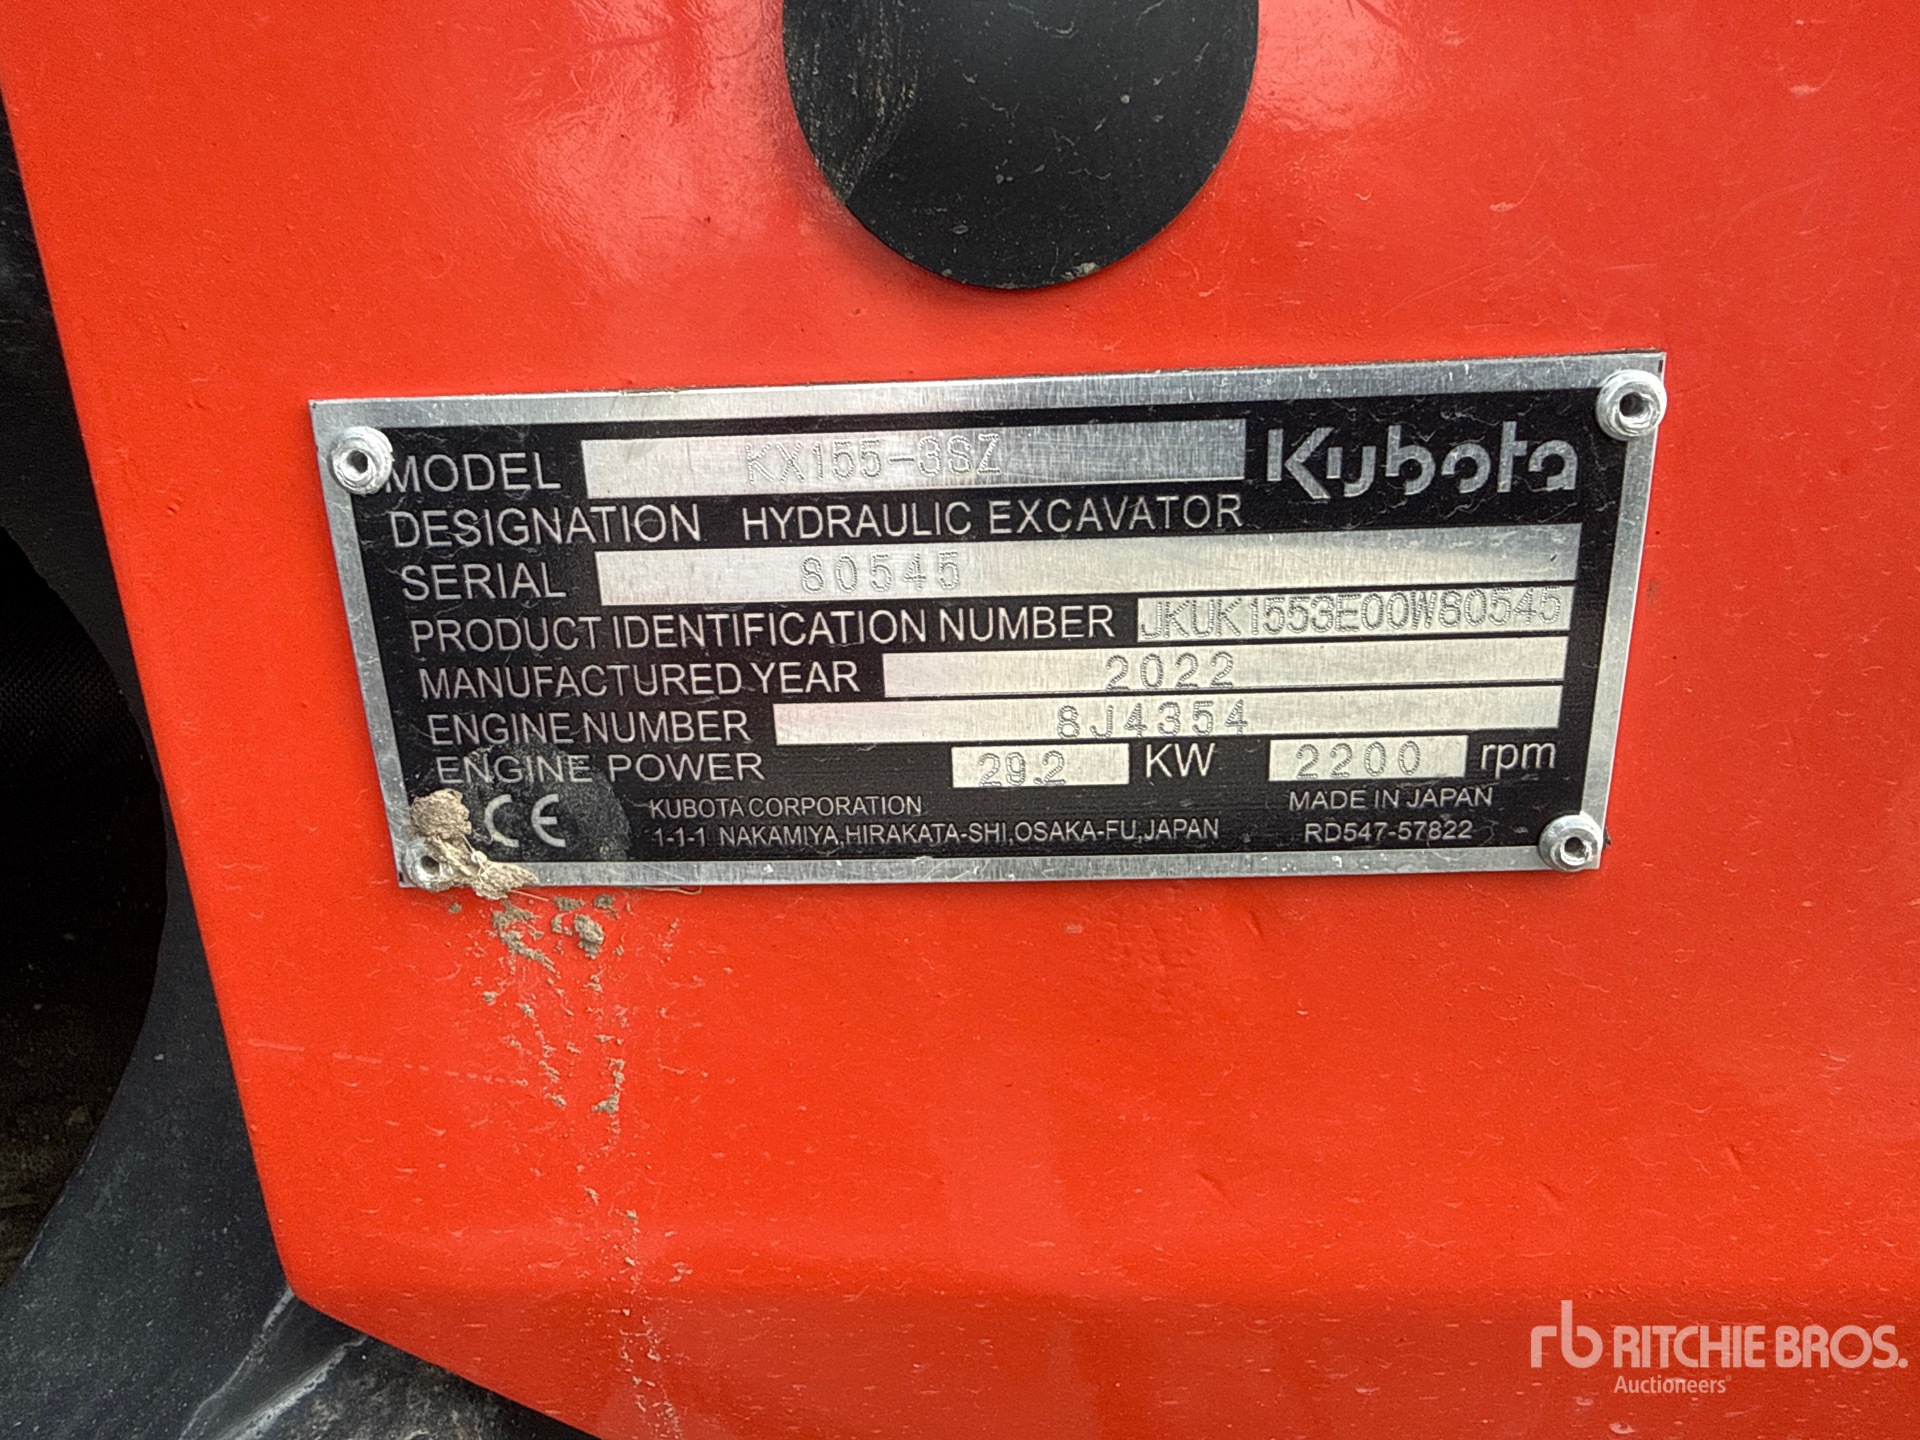 MODEL KX155-3SZ Kubota
DESIGNATION HYDRAULIC EXCAVATOR
SERIAL 80545
PRODUCT IDENTIFICATION NUMBER JKUK1553E00W80545
MANUFACTURED YEAR 2022
ENGINE NUMBER 8J4354
ENGINE POWER 29.2 KW 2200 rpm
CE KUBOTA CORPORATION MADE IN JAPAN
1-1-1 NAKAMIYA,HIRAKATA-SHI,OSAKA-FU,JAPAN RD547-57822
rb RITCHIE BROS.
Auctioneers®